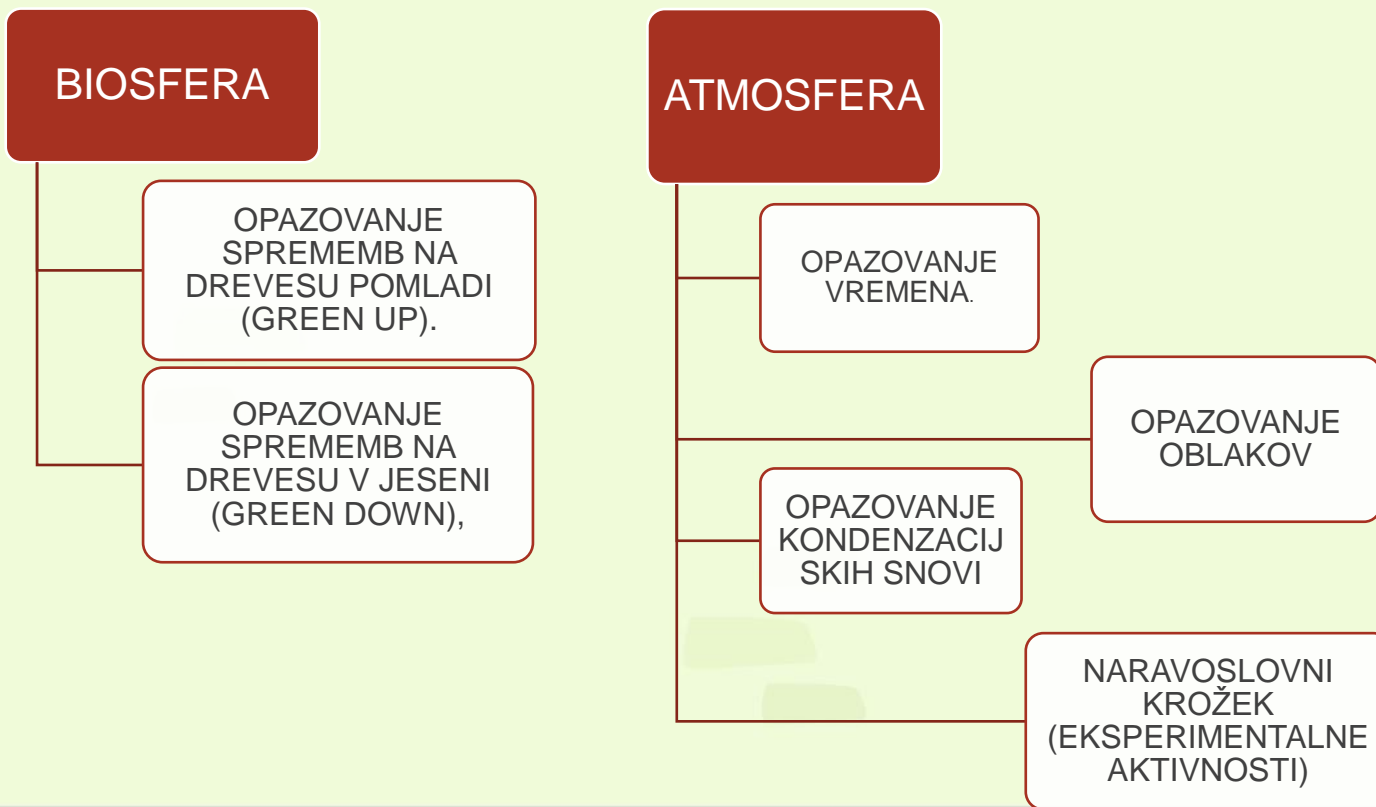 BIOSFERA
OPAZOVANJE
SPREMEMB NA
DREVESU POMLADI
(GREEN UP).
OPAZOVANJE
SPREMEMB NA
DREVESU V JESENI
(GREEN DOWN),
ATMOSFERA
OPAZOVANJE
VREMENA.
OPAZOVANJE
OBLAKOV
OPAZOVANJE
KONDENZACIJ
SKIH SNOVI
NARAVOSLOVNI
KROŽEK
(EKSPERIMENTALNE
AKTIVNOSTI)